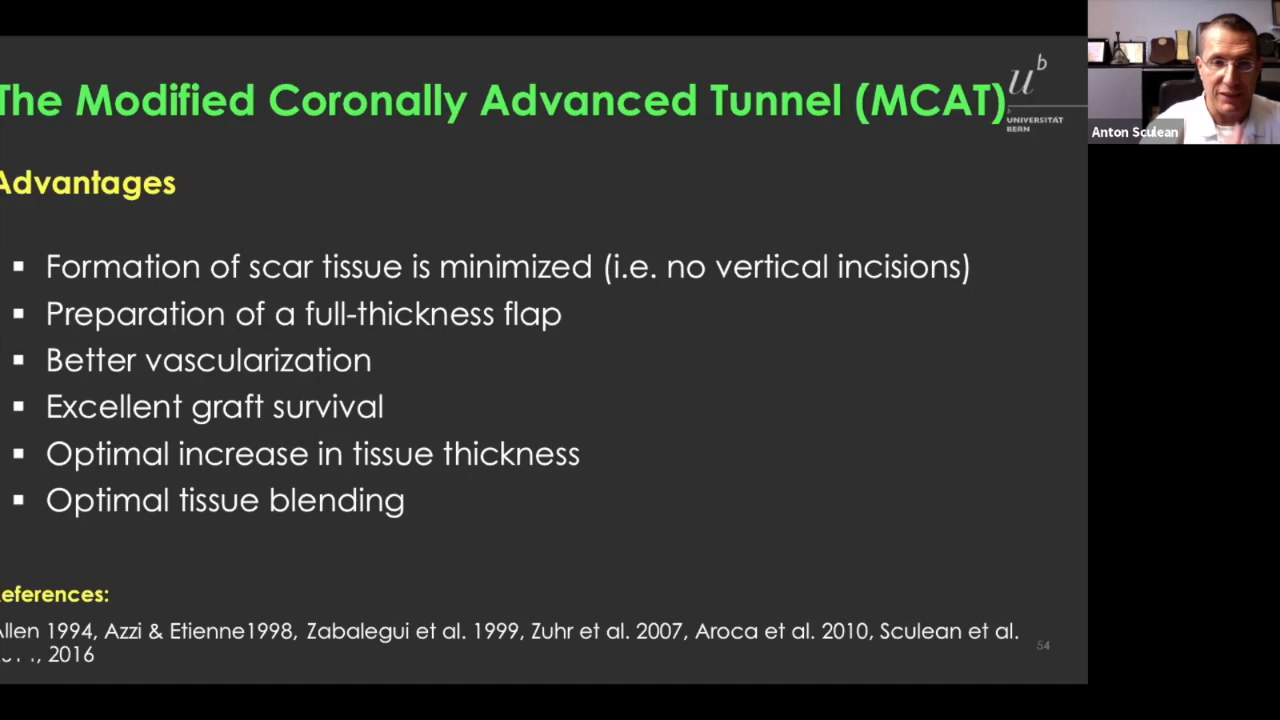 The Modified Coronally Advanced Tunnel (MCAT)
u b
UNIVERSITÄT
BERN
Anton Sculean
Advantages
▪ Formation of scar tissue is minimized (i.e. no vertical incisions)
▪ Preparation of a full-thickness flap
▪ Better vascularization
▪ Excellent graft survival
▪ Optimal increase in tissue thickness
▪ Optimal tissue blending
eferences:
Allen 1994, Azzi & Etienne1998, Zabalegui et al. 1999, Zuhr et al. 2007, Aroca et al. 2010, Sculean et al.
, 2016
54